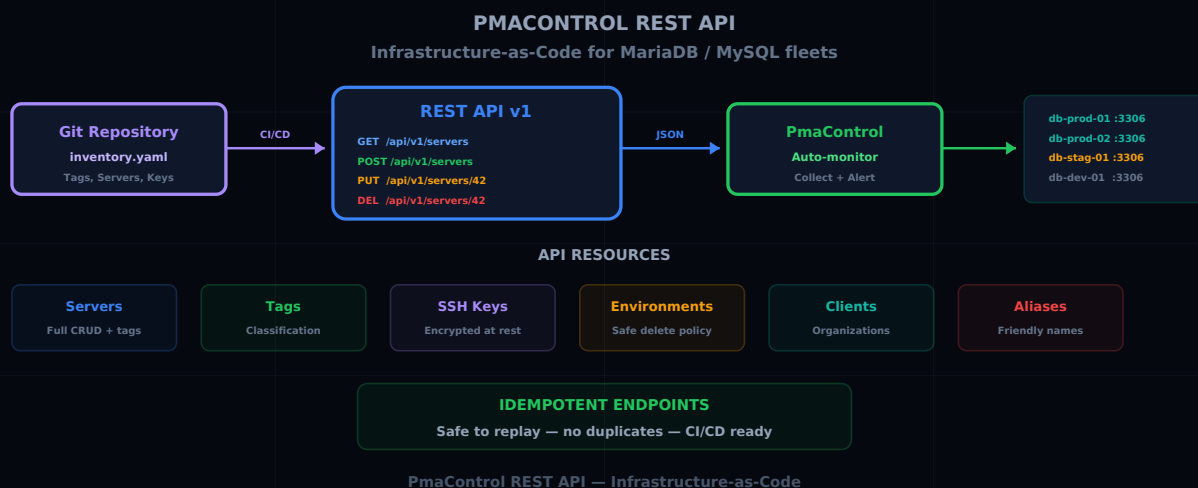 PMACONTROL REST API
Infrastructure-as-Code for MariaDB / MySQL fleets
Git Repository
inventory.yaml
Tags, Servers, Keys
CI/CD
REST API v1
GET /api/v1/servers
POST /api/v1/servers
PUT /api/v1/servers/42
DEL /api/v1/servers/42
JSON
PmaControl
Auto-monitor
Collect + Alert
db-prod-01 :3306
db-prod-02 :3306
db-stag-01 :3306
db-dev-01 :3306
API RESOURCES
Servers
Full CRUD + tags
Tags
Classification
SSH Keys
Encrypted at rest
Environments
Safe delete policy
Clients
Organizations
Aliases
Friendly names
IDEMPOTENT ENDPOINTS
Safe to replay — no duplicates — CI/CD ready
PmaControl REST API — Infrastructure-as-Code